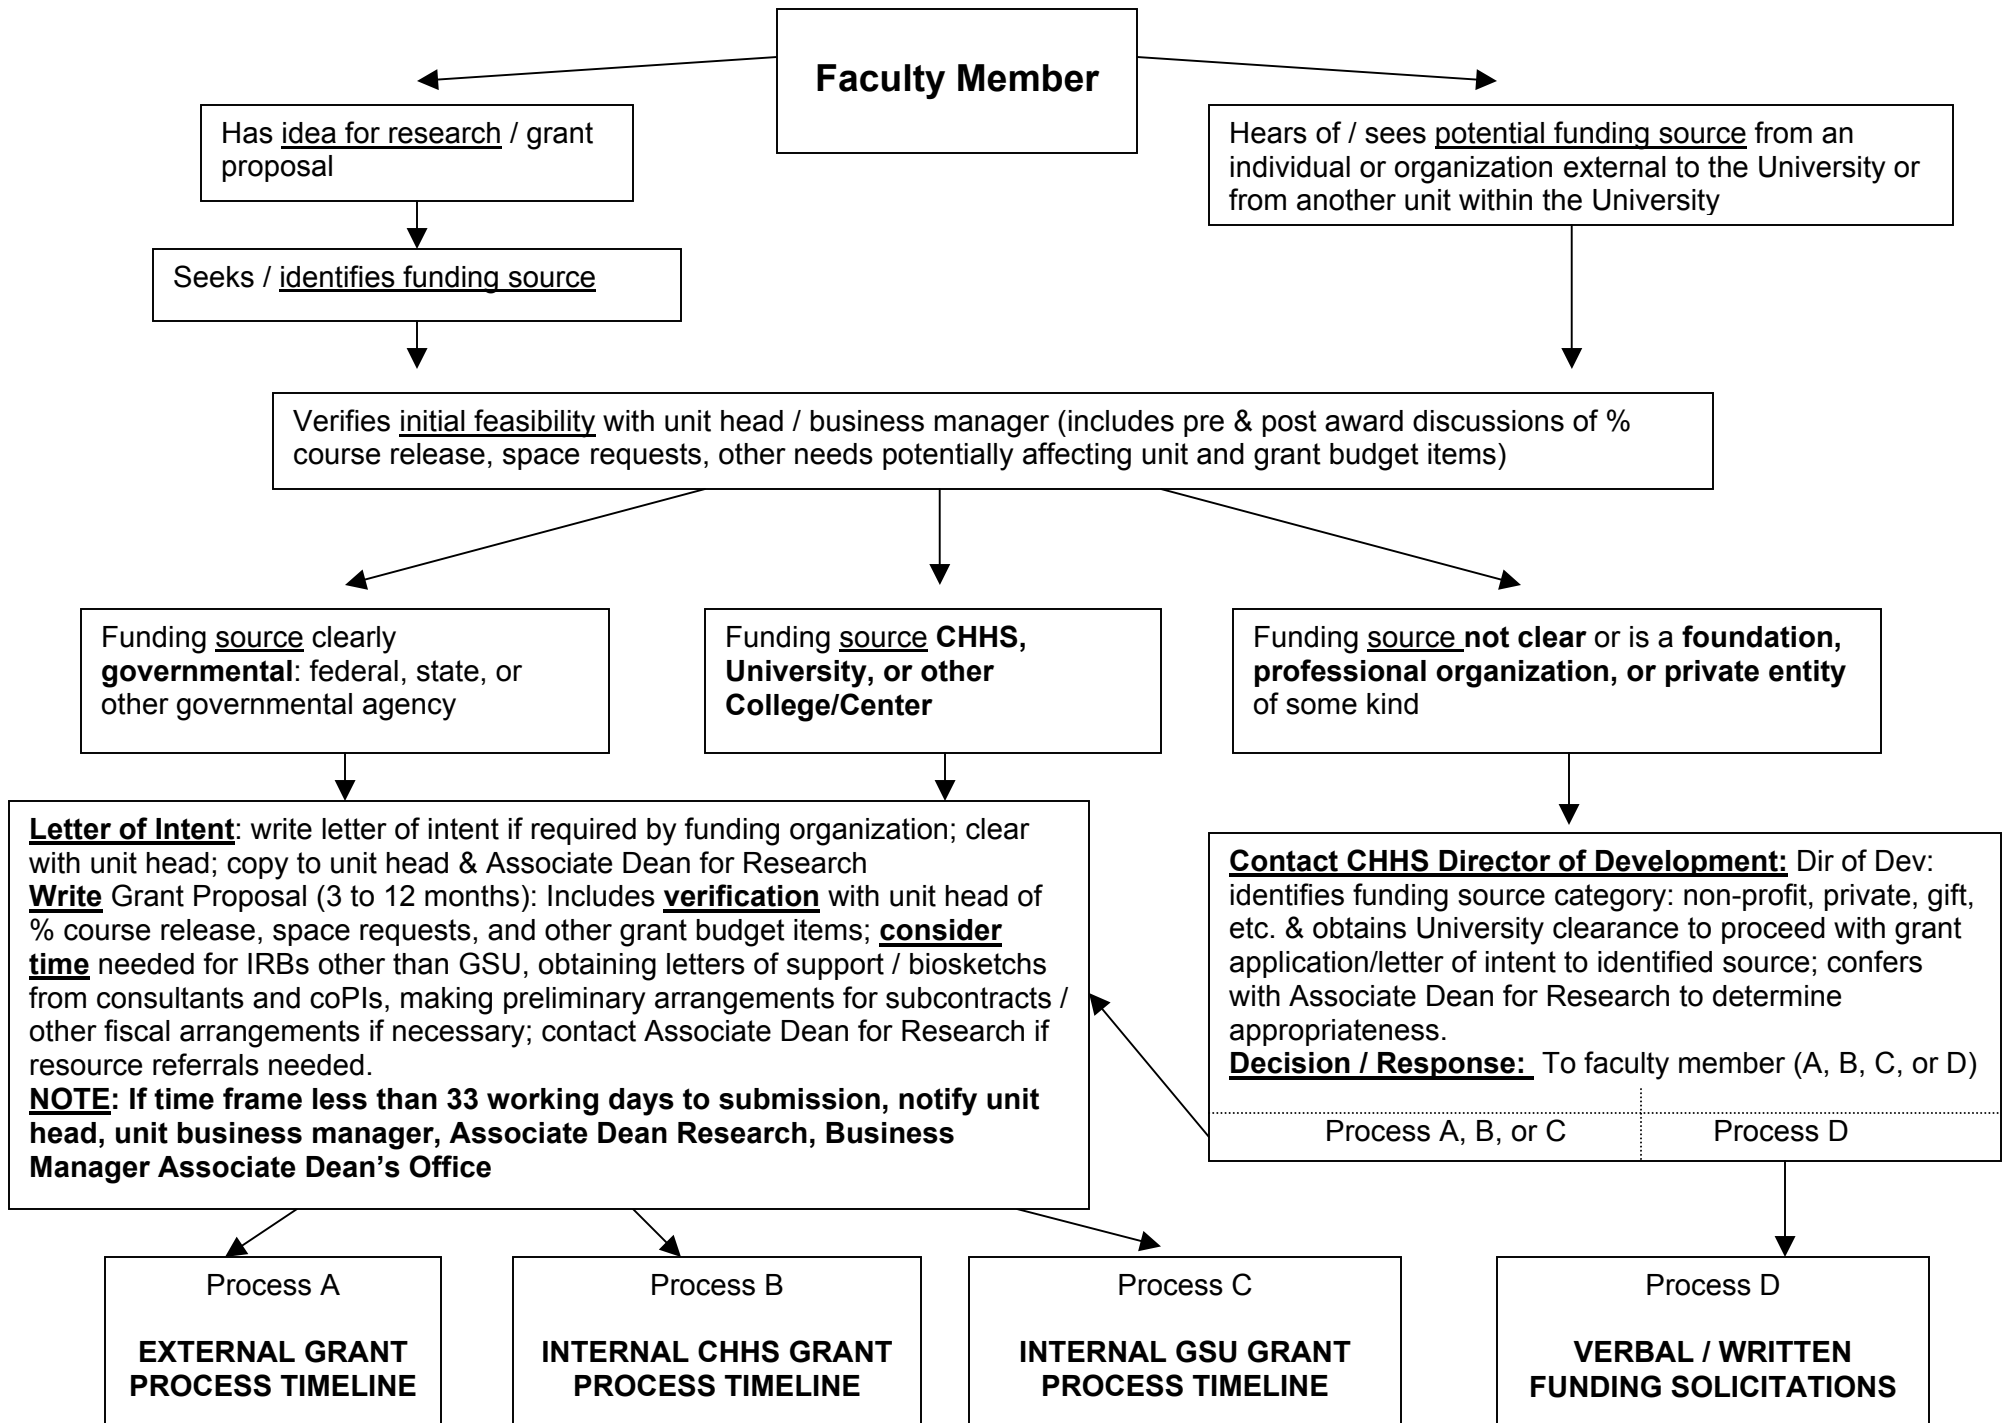 Faculty Member
Has idea for research / grant
proposal
Hears of / sees potential funding source from an
individual or organization external to the University or
from another unit within the University
Seeks / identifies funding source
Verifies initial feasibility with unit head / business manager (includes pre & post award discussions of %
course release, space requests, other needs potentially affecting unit and grant budget items)
Funding source clearly
governmental: federal, state, or
other governmental agency
Funding source CHHS,
University, or other
College/Center
Funding source not clear or is a foundation,
professional organization, or private entity
of some kind
Letter of Intent: write letter of intent if required by funding organization; clear
with unit head; copy to unit head & Associate Dean for Research
Write Grant Proposal (3 to 12 months): Includes verification with unit head of
% course release, space requests, and other grant budget items; consider
time needed for IRBs other than GSU, obtaining letters of support / biosketchs
from consultants and coPIs, making preliminary arrangements for subcontracts /
other fiscal arrangements if necessary; contact Associate Dean for Research if
resource referrals needed.
NOTE: If time frame less than 33 working days to submission, notify unit
head, unit business manager, Associate Dean Research, Business
Manager Associate Dean’s Office
Contact CHHS Director of Development: Dir of Dev:
identifies funding source category: non-profit, private, gift,
etc. & obtains University clearance to proceed with grant
application/letter of intent to identified source; confers
with Associate Dean for Research to determine
appropriateness.
Decision / Response: To faculty member (A, B, C, or D)
Process A, B, or C
Process D
Process A
EXTERNAL GRANT
PROCESS TIMELINE
Process B
INTERNAL CHHS GRANT
PROCESS TIMELINE
Process C
INTERNAL GSU GRANT
PROCESS TIMELINE
Process D
VERBAL / WRITTEN
FUNDING SOLICITATIONS